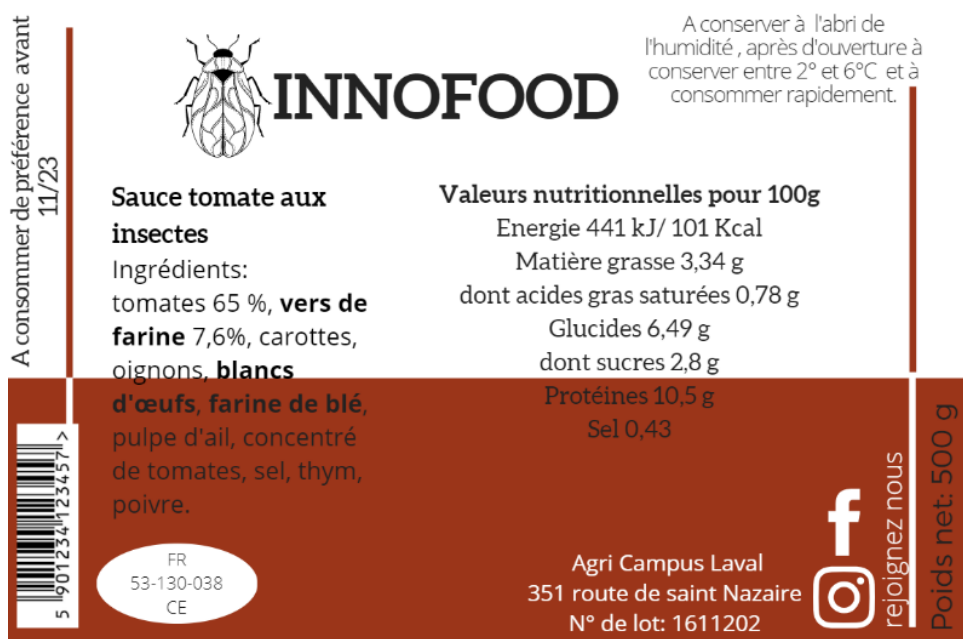 A consommer de préférence avant
11/23
INNOFOOD
A conserver à l'abri de
l'humidité , après d'ouverture à
conserver entre 2° et 6°C et à
consommer rapidement.
Sauce tomate aux
insectes
Ingrédients:
tomates 65 %, vers de
farine 7,6%, carottes,
oignons, blancs
d'œufs, farine de blé,
pulpe d'ail, concentré
de tomates, sel, thym,
poivre.
Valeurs nutritionnelles pour 100g
Energie 441 kJ/ 101 Kcal
Matière grasse 3,34 g
dont acides gras saturées 0,78 g
Glucides 6,49 g
dont sucres 2,8 g
Protéines 10,5 g
Sel 0,43
5 901234 123457 >
FR
53-130-038
CE
Agri Campus Laval
351 route de saint Nazaire
N° de lot: 1611202
rejoignez nous
Poids net: 500 g